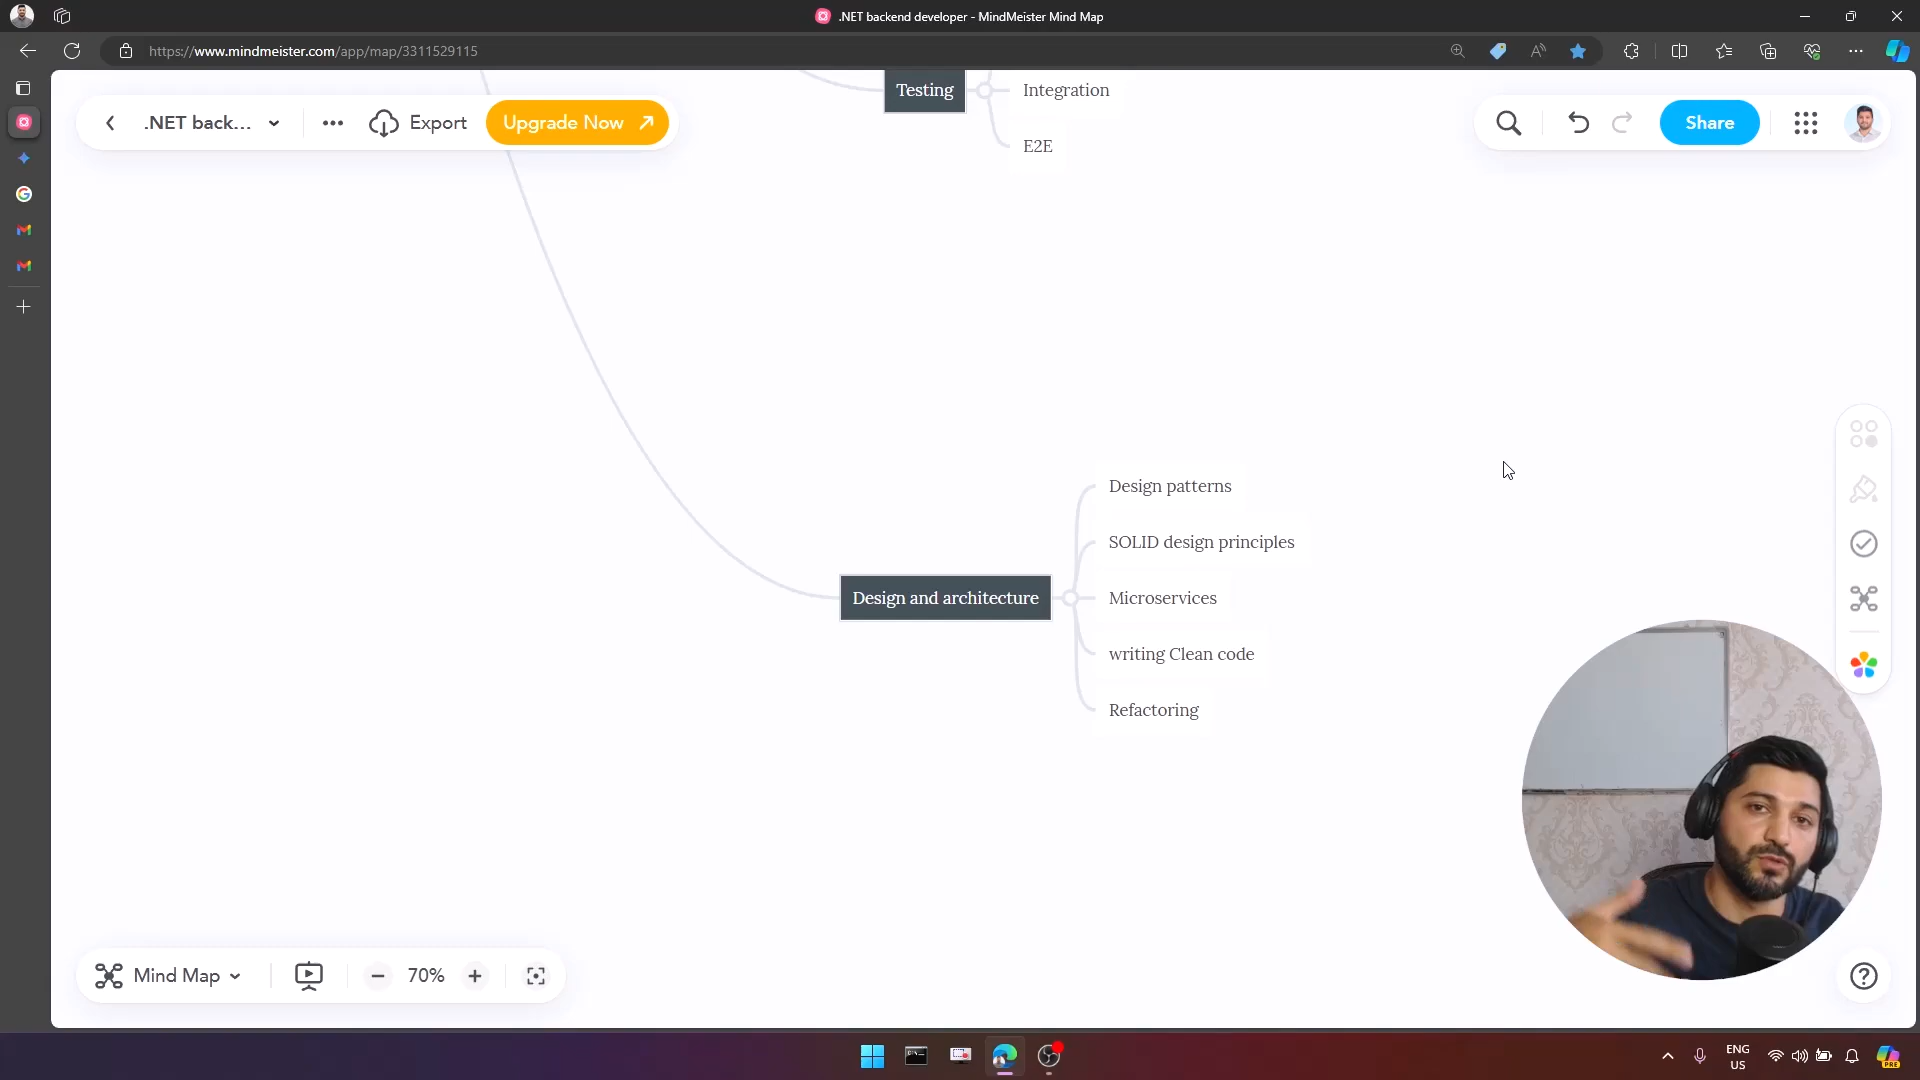 .NET backend developer - MindMeister Mind Map
https://www.mindmeister.com/app/map/3311529115
Testing
Integration
E2E
.NET back...
Export
Upgrade Now
Share
Design and architecture
Design patterns
SOLID design principles
Microservices
writing Clean code
Refactoring
Mind Map
70%
ENG
US
PRE